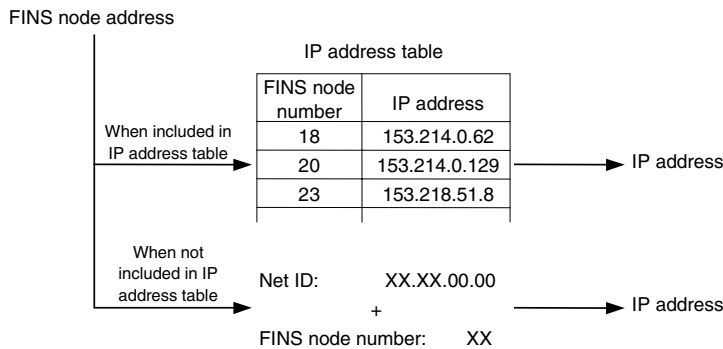 FINS node address
IP address table
FINS node number
IP address
18 153.214.0.62
20 153.214.0.129
23 153.218.51.8
When included in
IP address table
IP address
When not
included in IP
address table
Net ID: XX.XX.00.00
+
FINS node number: XX
IP address